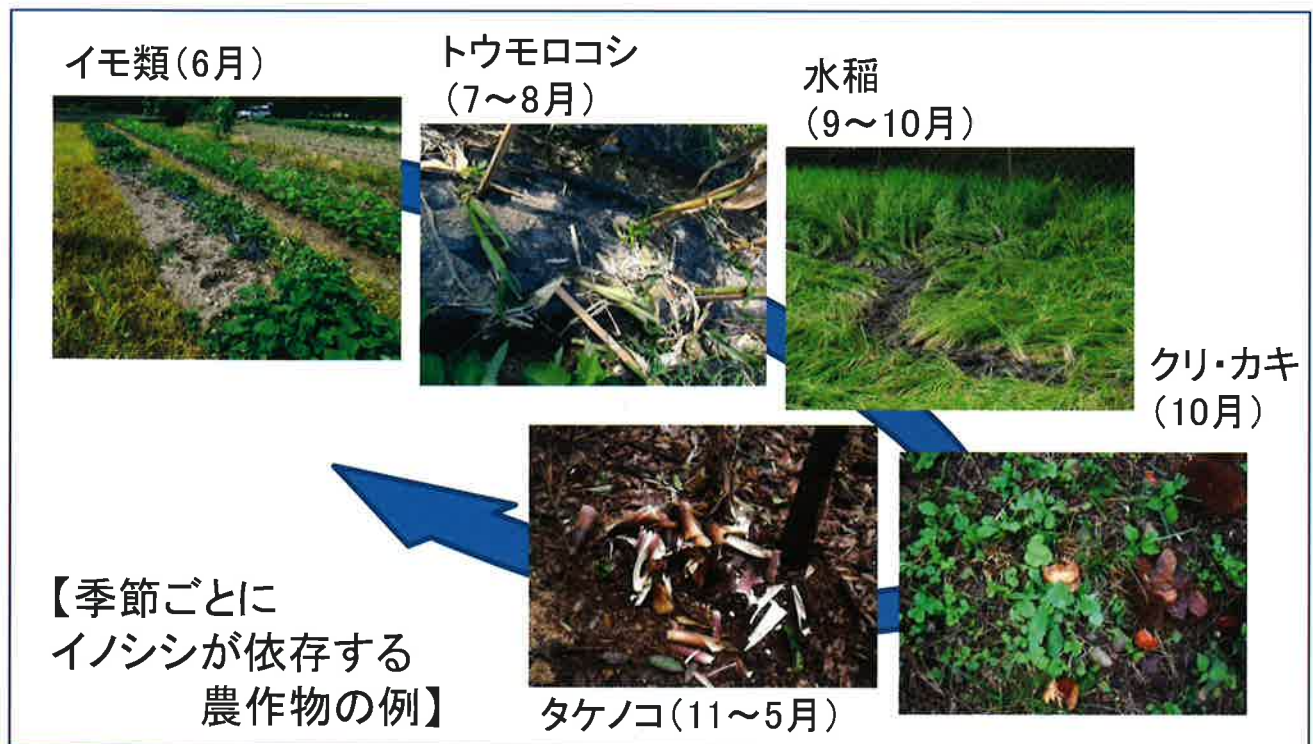 イモ類(6月)
トウモロコシ
(7~8月)
水稲
(9~10月)
クリ・カキ
(10月)
タケノコ(11~5月)
【季節ごとに
イノシシが依存する
農作物の例】